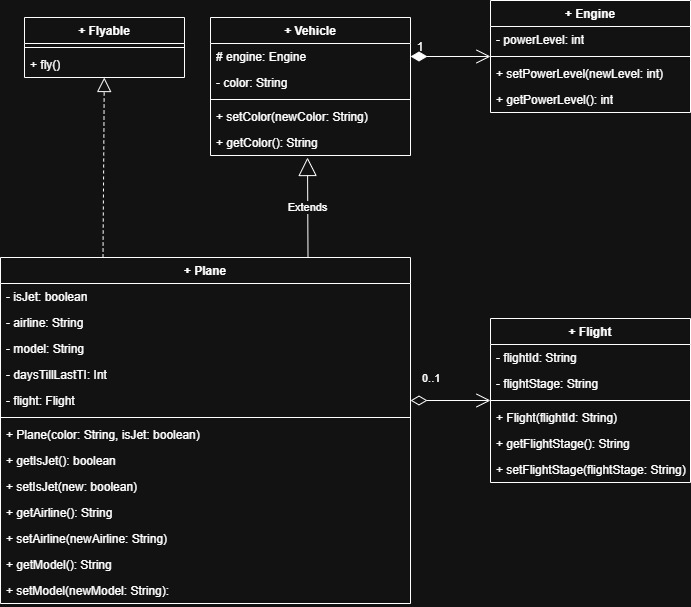 + Flyable
+ fly()
+ Vehicle
# engine: Engine
- color: String
+ setColor(newColor: String)
+ getColor(): String
1
+ Engine
- powerLevel: int
+ setPowerLevel(newLevel: int)
+ getPowerLevel(): int
Extends
+ Plane
- isJet: boolean
- airline: String
- model: String
- daysTillLastTI: Int
- flight: Flight
+ Plane(color: String, isJet: boolean)
+ getIsJet(): boolean
+ setIsJet(new: boolean)
+ getAirline(): String
+ setAirline(newAirline: String)
+ getModel(): String
+ setModel(newModel: String):
0..1
+ Flight
- flightId: String
- flightStage: String
+ Flight(flightId: String)
+ getFlightStage(): String
+ setFlightStage(flightStage: String)